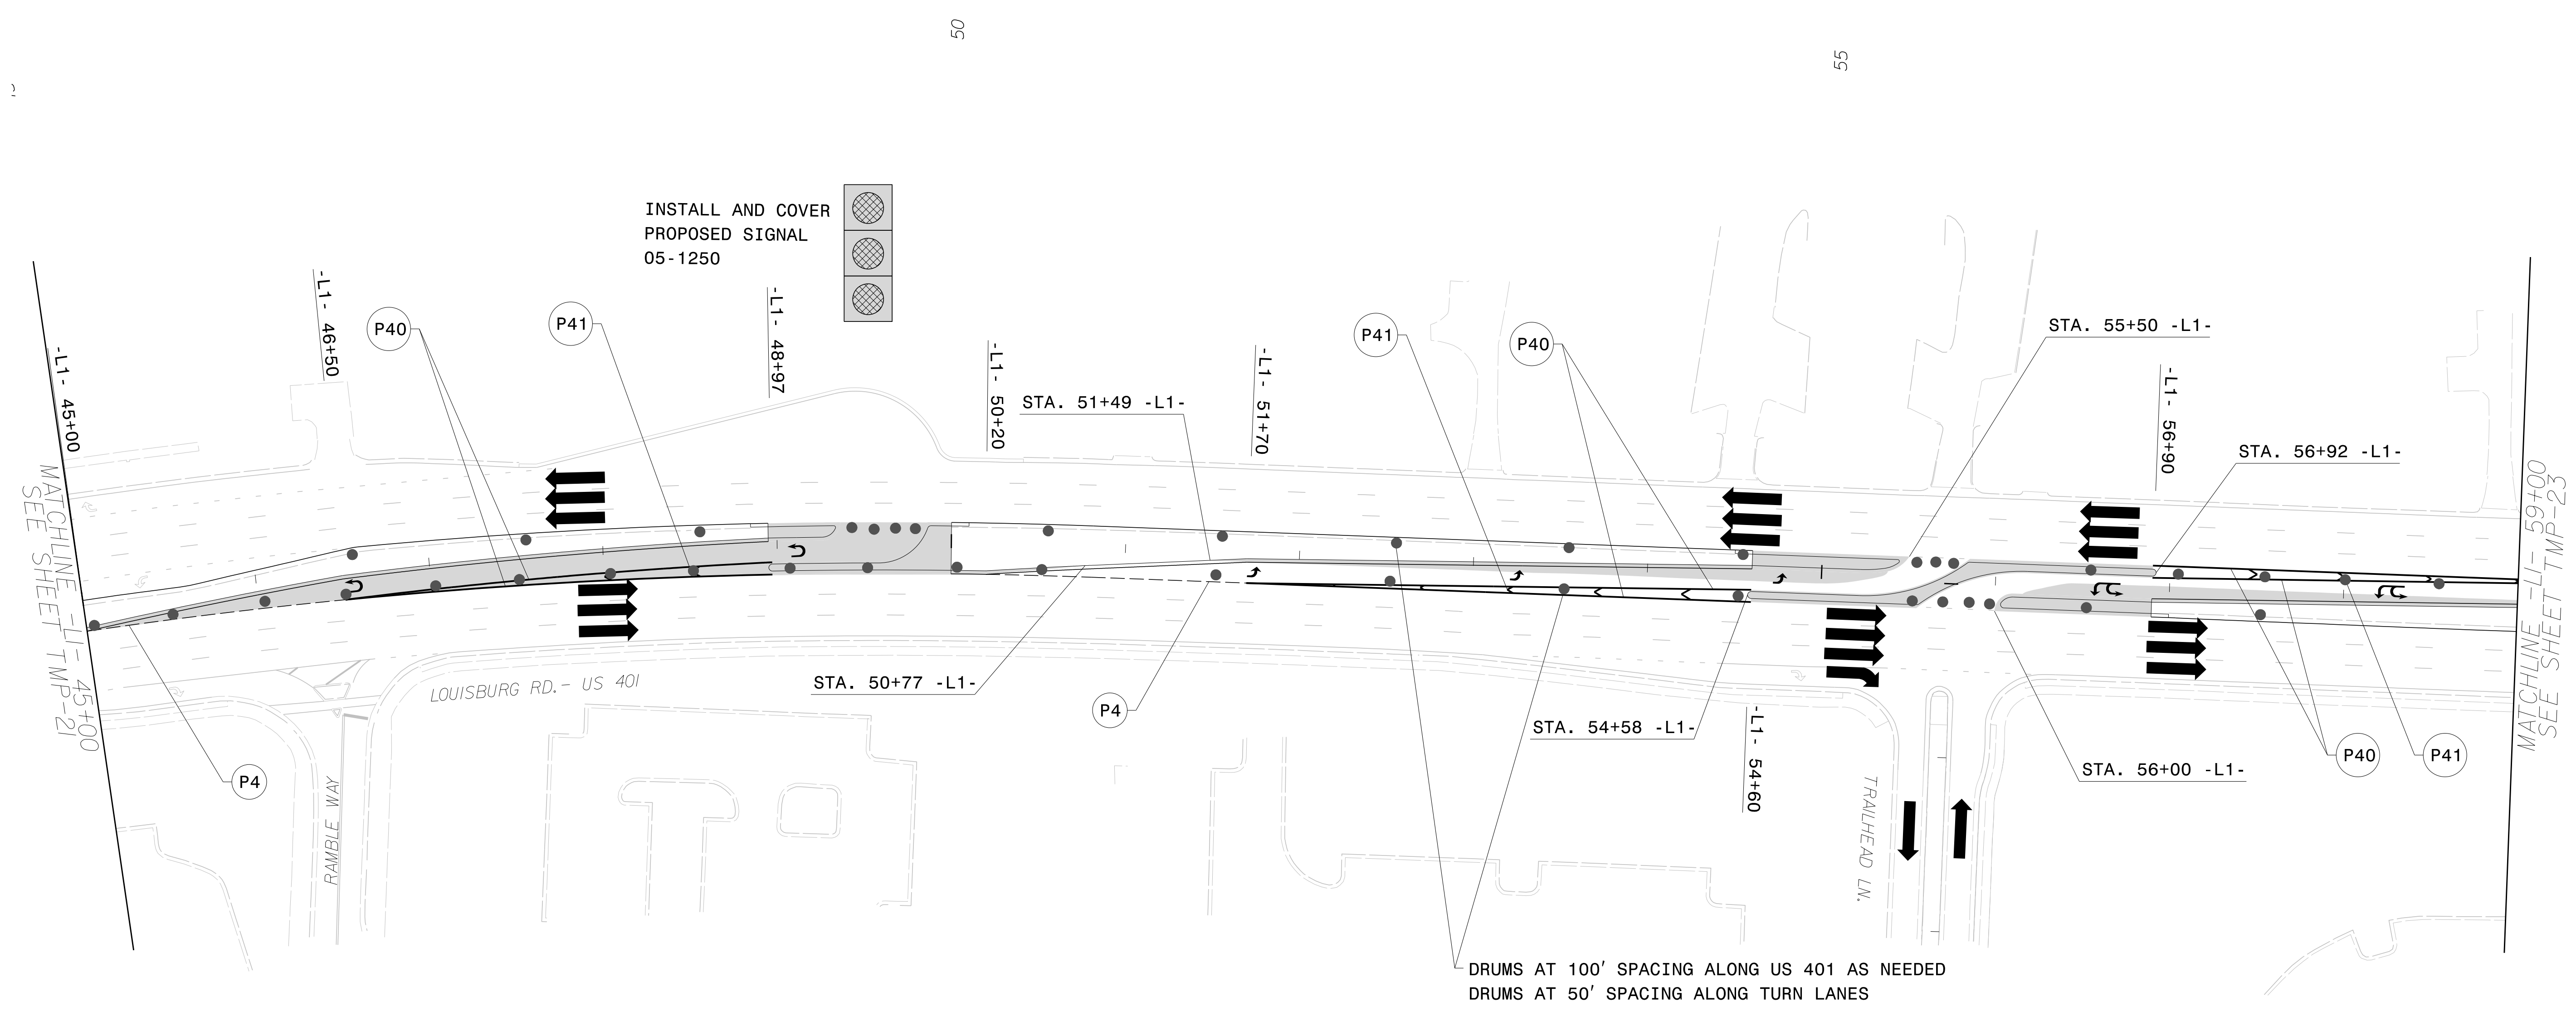 50
55
INSTALL AND COVER
PROPOSED SIGNAL
05-1250
-L1- 45+00
-L1- 46+50
P40
P41
-L1- 48+97
-L1- 50+20
STA. 51+49 -L1-
-L1- 51+70
P41
P40
STA. 55+50 -L1-
-L1- 56+90
STA. 56+92 -L1-
MATCHLINE -L1- 45+00
SEE SHEET TMP-21
MATCHLINE -L1- 59+00
SEE SHEET TMP-23
LOUISBURG RD.- US 401
STA. 50+77 -L1-
P4
P4
STA. 54+58 -L1-
-L1- 54+60
STA. 56+00 -L1-
P40
P41
RAMBLE WAY
TRAILHEAD LN.
DRUMS AT 100' SPACING ALONG US 401 AS NEEDED
DRUMS AT 50' SPACING ALONG TURN LANES